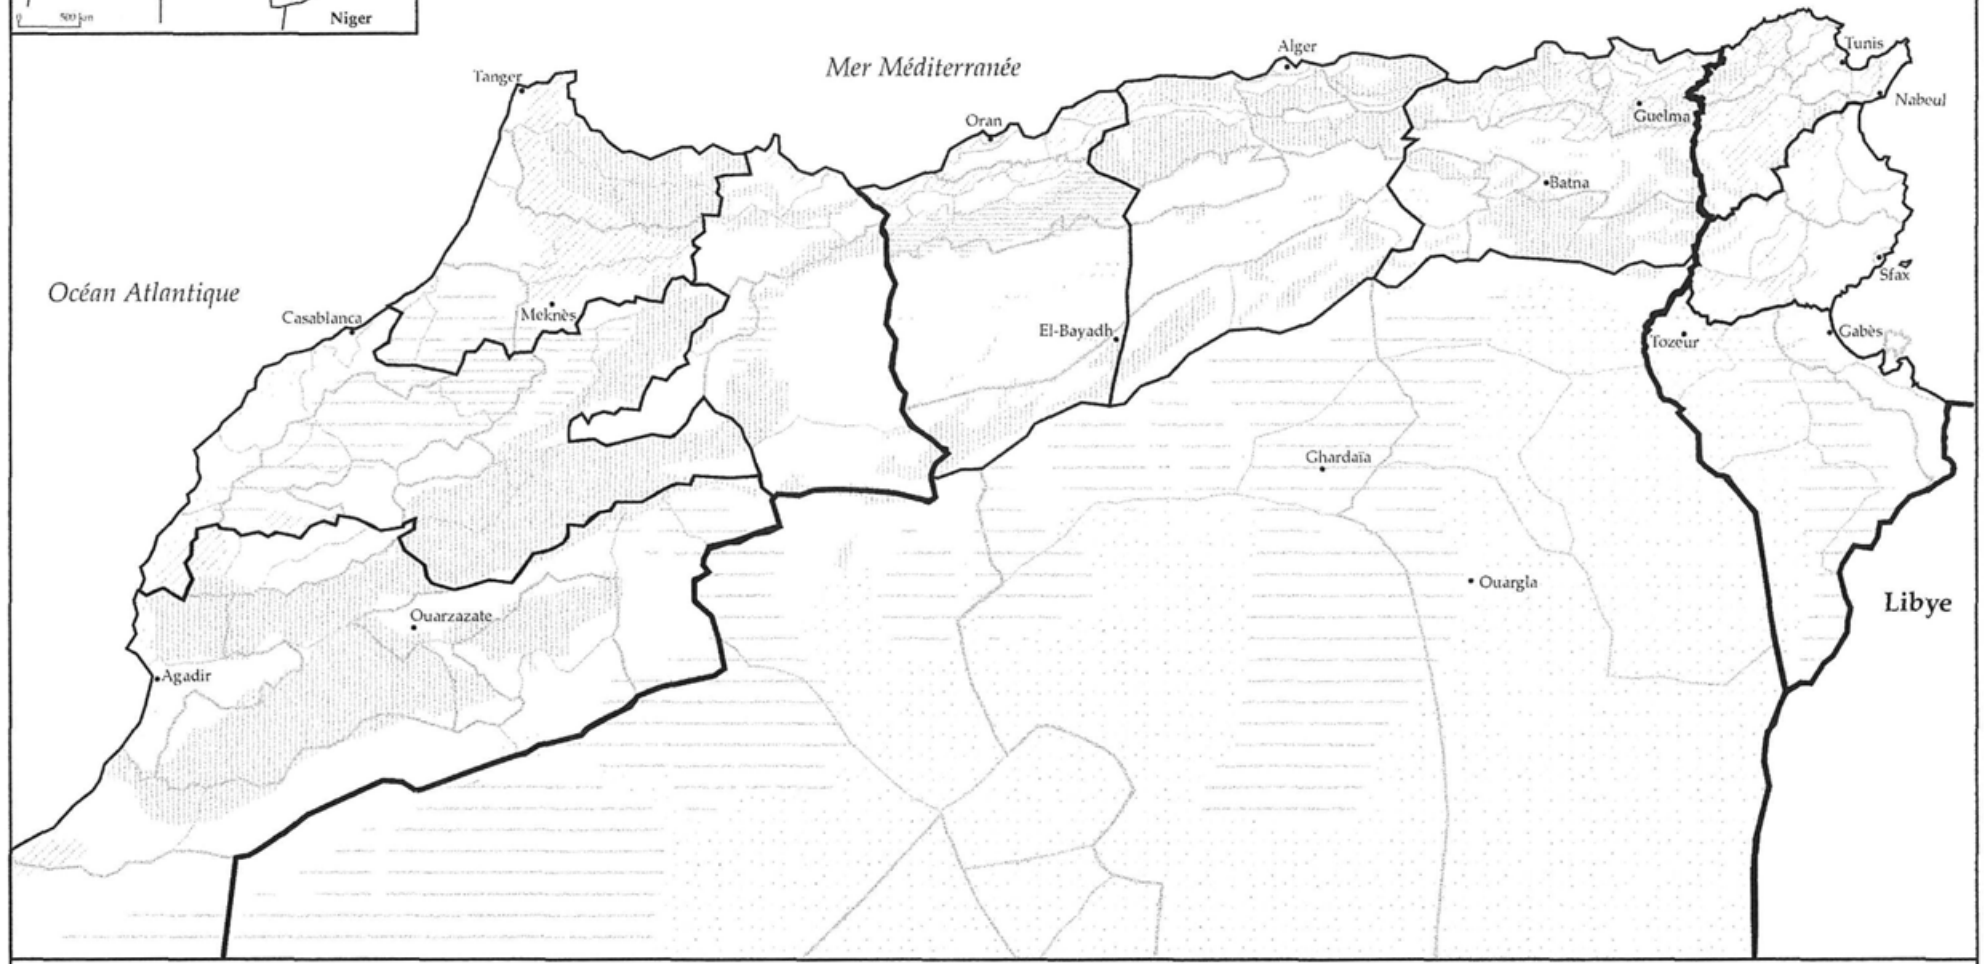 0 500 km
Niger
Alger
Tunis
Mer Méditerranée
Tanger
Nabeul
Oran
Guelma
Batna
Sfax
Océan Atlantique
Meknès
Casablanca
El-Bayadh
Gabès
Tozeur
Ghardaïa
Ouargla
Libye
Ouarzazate
Agadir